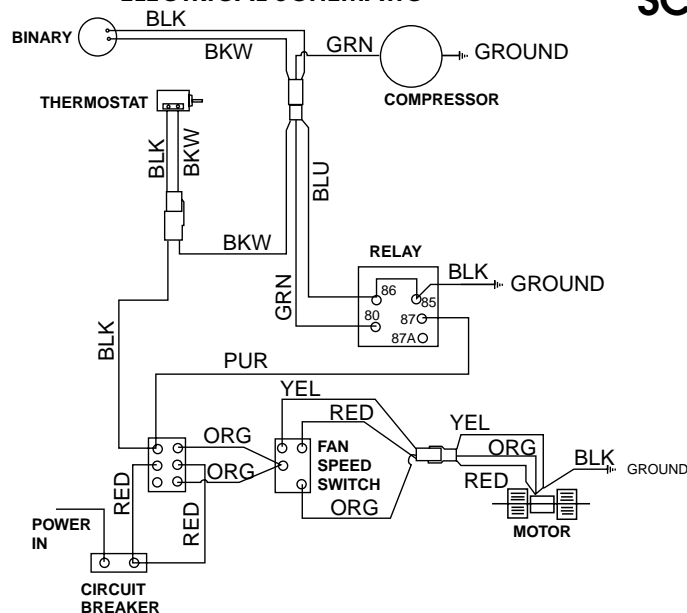 BLK
BINARY
BKW
GRN
GROUND
COMPRESSOR
THERMOSTAT
BLK
BKW
BLU
BKW
RELAY
BLK
GROUND
86
85
80
87
87A
GRN
BLK
PUR
YEL
RED
ORG
FAN
SPEED
SWITCH
ORG
YEL
ORG
RED
BLK
GROUND
ORG
MOTOR
RED
RED
POWER
IN
CIRCUIT
BREAKER